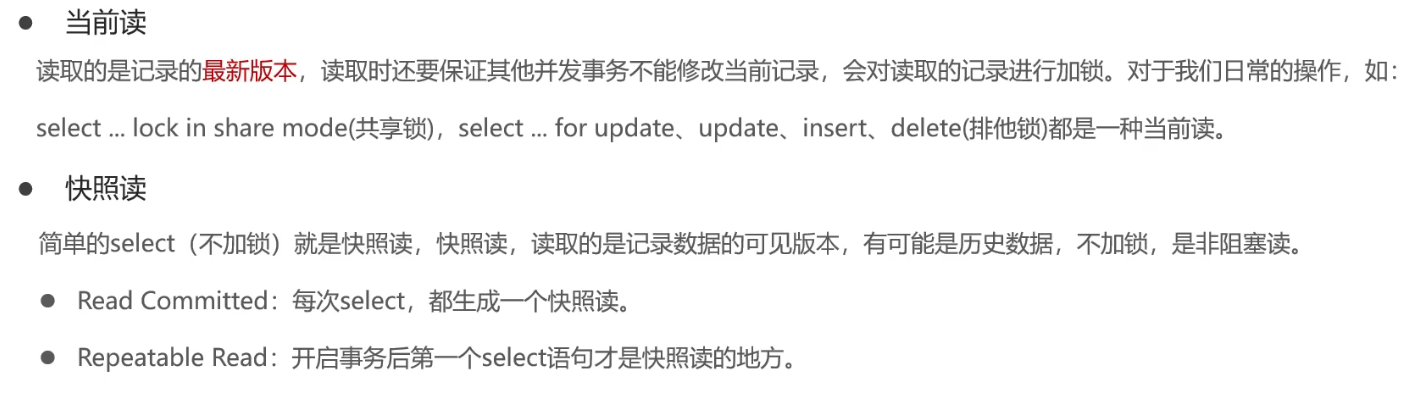 ● 当前读
读取的是记录的最新版本，读取时还要保证其他并发事务不能修改当前记录，会对读取的记录进行加锁。对于我们日常的操作，如：
select ... lock in share mode(共享锁)，select ... for update、update、insert、delete(排他锁)都是一种当前读。
● 快照读
简单的select（不加锁）就是快照读，快照读，读取的是记录数据的可见版本，有可能是历史数据，不加锁，是非阻塞读。
● Read Committed：每次select，都生成一个快照读。
● Repeatable Read：开启事务后第一个select语句才是快照读的地方。